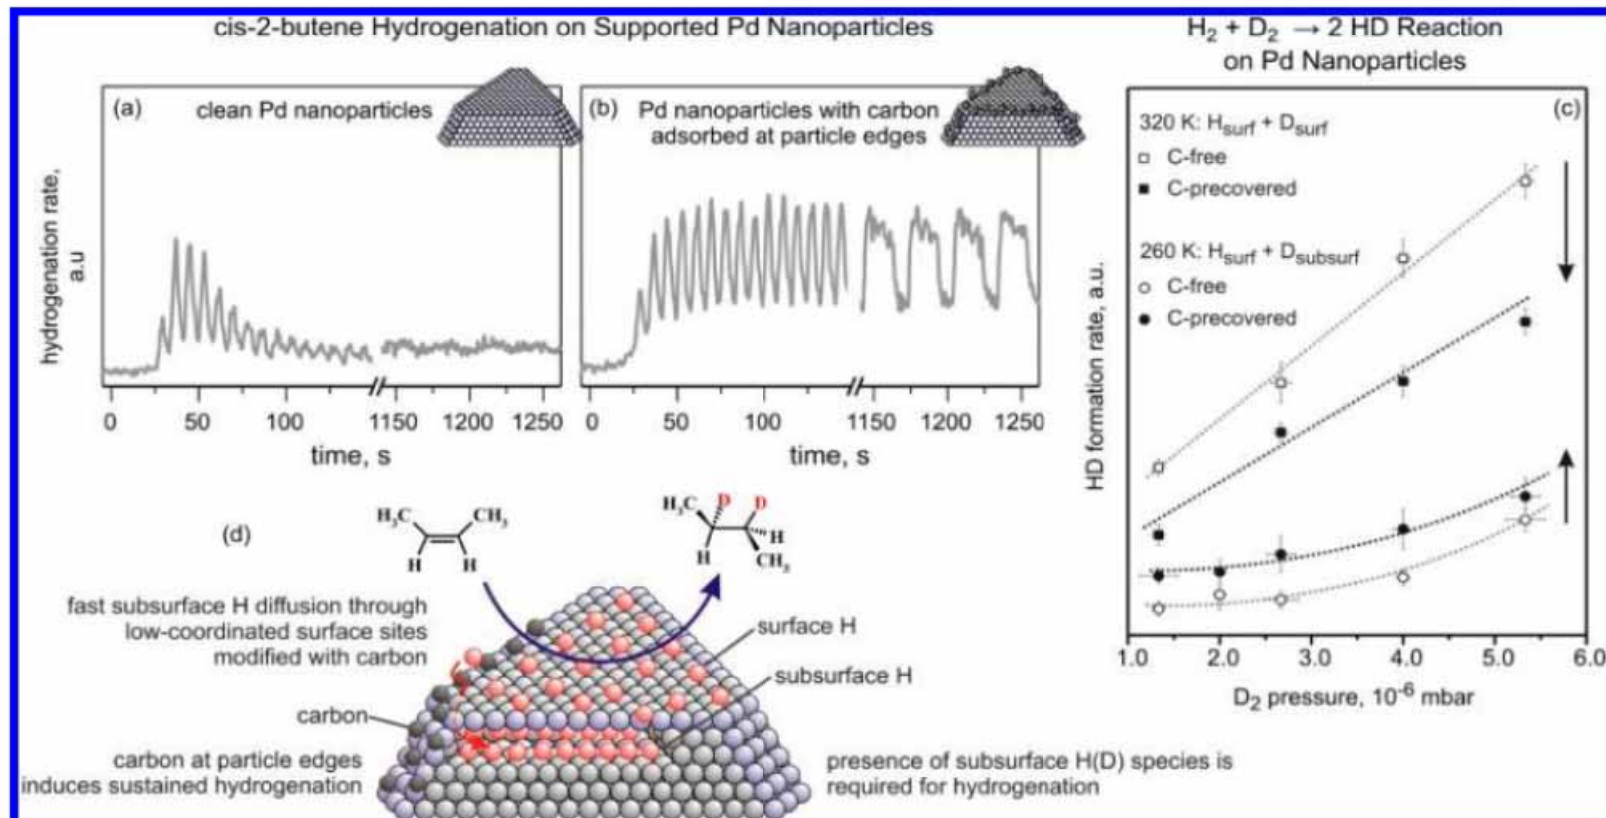 cis-2-butene Hydrogenation on Supported Pd Nanoparticles
(a)
clean Pd nanoparticles
hydrogenation rate,
a.u
0 50 100 1150 1200 1250
time, s
(b)
Pd nanoparticles with carbon
adsorbed at particle edges
0 50 100 1150 1200 1250
time, s
H₂ + D₂ → 2 HD Reaction
on Pd Nanoparticles
(c)
320 K: Hsurf + Dsurf
C-free
C-precovered
260 K: Hsurf + Dsubsurf
C-free
C-precovered
HD formation rate, a.u.
1.0 2.0 3.0 4.0 5.0 6.0
D₂ pressure, 10⁻⁶ mbar
(d)
H₃C CH₃
H H
H₃C D D
H H
CH₃
fast subsurface H diffusion through
low-coordinated surface sites
modified with carbon
surface H
subsurface H
carbon
carbon at particle edges
induces sustained hydrogenation
presence of subsurface H(D) species is
required for hydrogenation